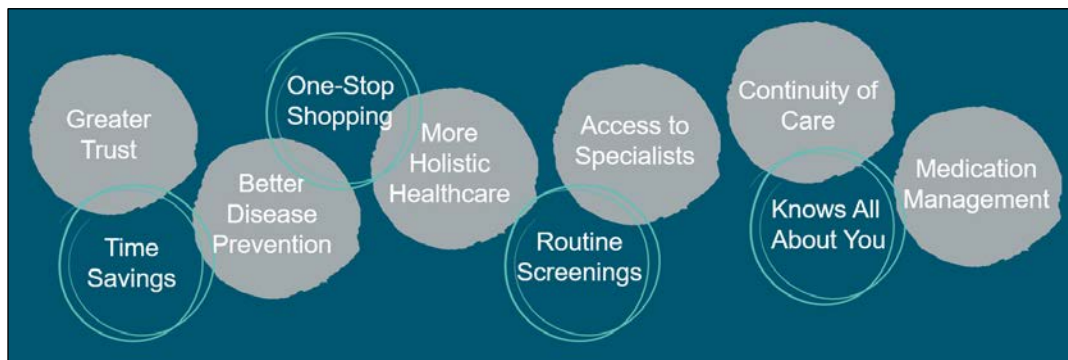 Greater
Trust
Time
Savings
Better
Disease
Prevention
One-Stop
Shopping
More
Holistic
Healthcare
Routine
Screenings
Access to
Specialists
Continuity of
Care
Knows All
About You
Medication
Management